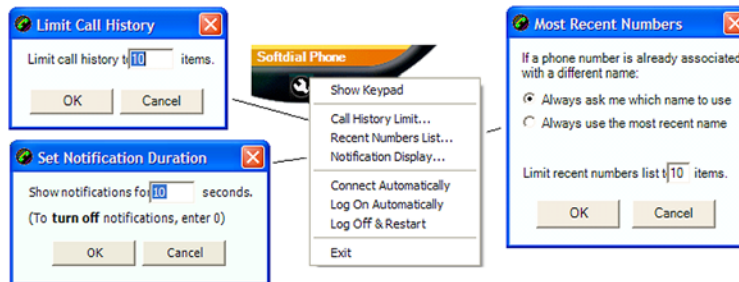 Limit Call History
Limit call history t 10 items.
OK Cancel
Set Notification Duration
Show notifications fo 10 seconds.
(To turn off notifications, enter 0)
OK Cancel
Softdial Phone
Show Keypad
Call History Limit...
Recent Numbers List...
Notification Display...
Connect Automatically
Log On Automatically
Log Off & Restart
Exit
Most Recent Numbers
If a phone number is already associated
with a different name:
Always ask me which name to use
Always use the most recent name
Limit recent numbers list t 10 items.
OK Cancel